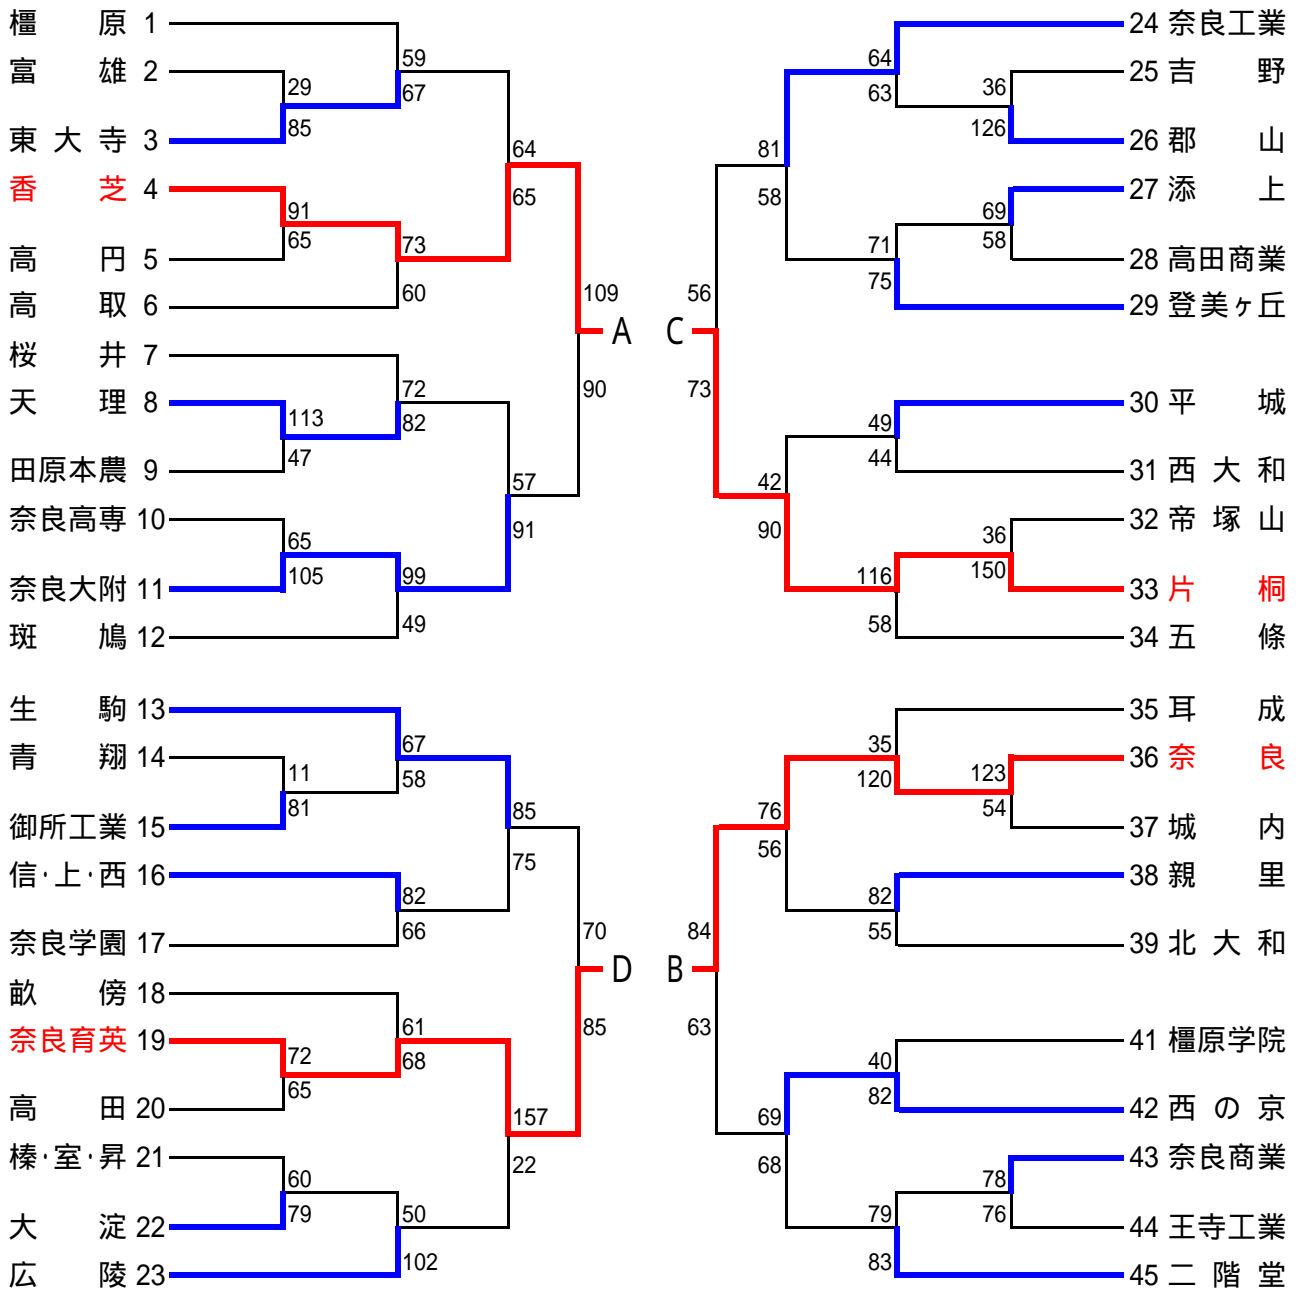 橿原 1
59
富雄 2
29
67
85
東大寺 3
64
香芝 4
91
65
65
73
高円 5
60
高取 6
109
A
桜井 7
72
90
天理 8
113
82
47
田原本農 9
57
奈良高専 10
65
91
105
99
奈良大附 11
49
斑鳩 12
生駒 13
67
青翔 14
11
58
81
85
御所工業 15
75
信・上・西 16
82
66
70
奈良学園 17
D
畝傍 18
61
85
奈良育英 19
72
68
65
高田 20
157
榛・室・昇 21
60
22
79
50
大淀 22
102
広陵 23
24 奈良工業
64
25 吉野
36
63
126
26 郡山
81
27 添上
69
58
58
71
28 高田商業
75
29 登美ヶ丘
56
C
73
30 平城
49
44
31 西大和
42
32 帝塚山
36
90
150
116
33 片桐
58
34 五條
35 耳成
35
36 奈良
123
120
54
76
37 城内
56
38 親里
82
55
84
39 北大和
B
63
41 橿原学院
40
82
42 西の京
69
43 奈良商業
78
68
76
79
44 王寺工業
83
45 二階堂